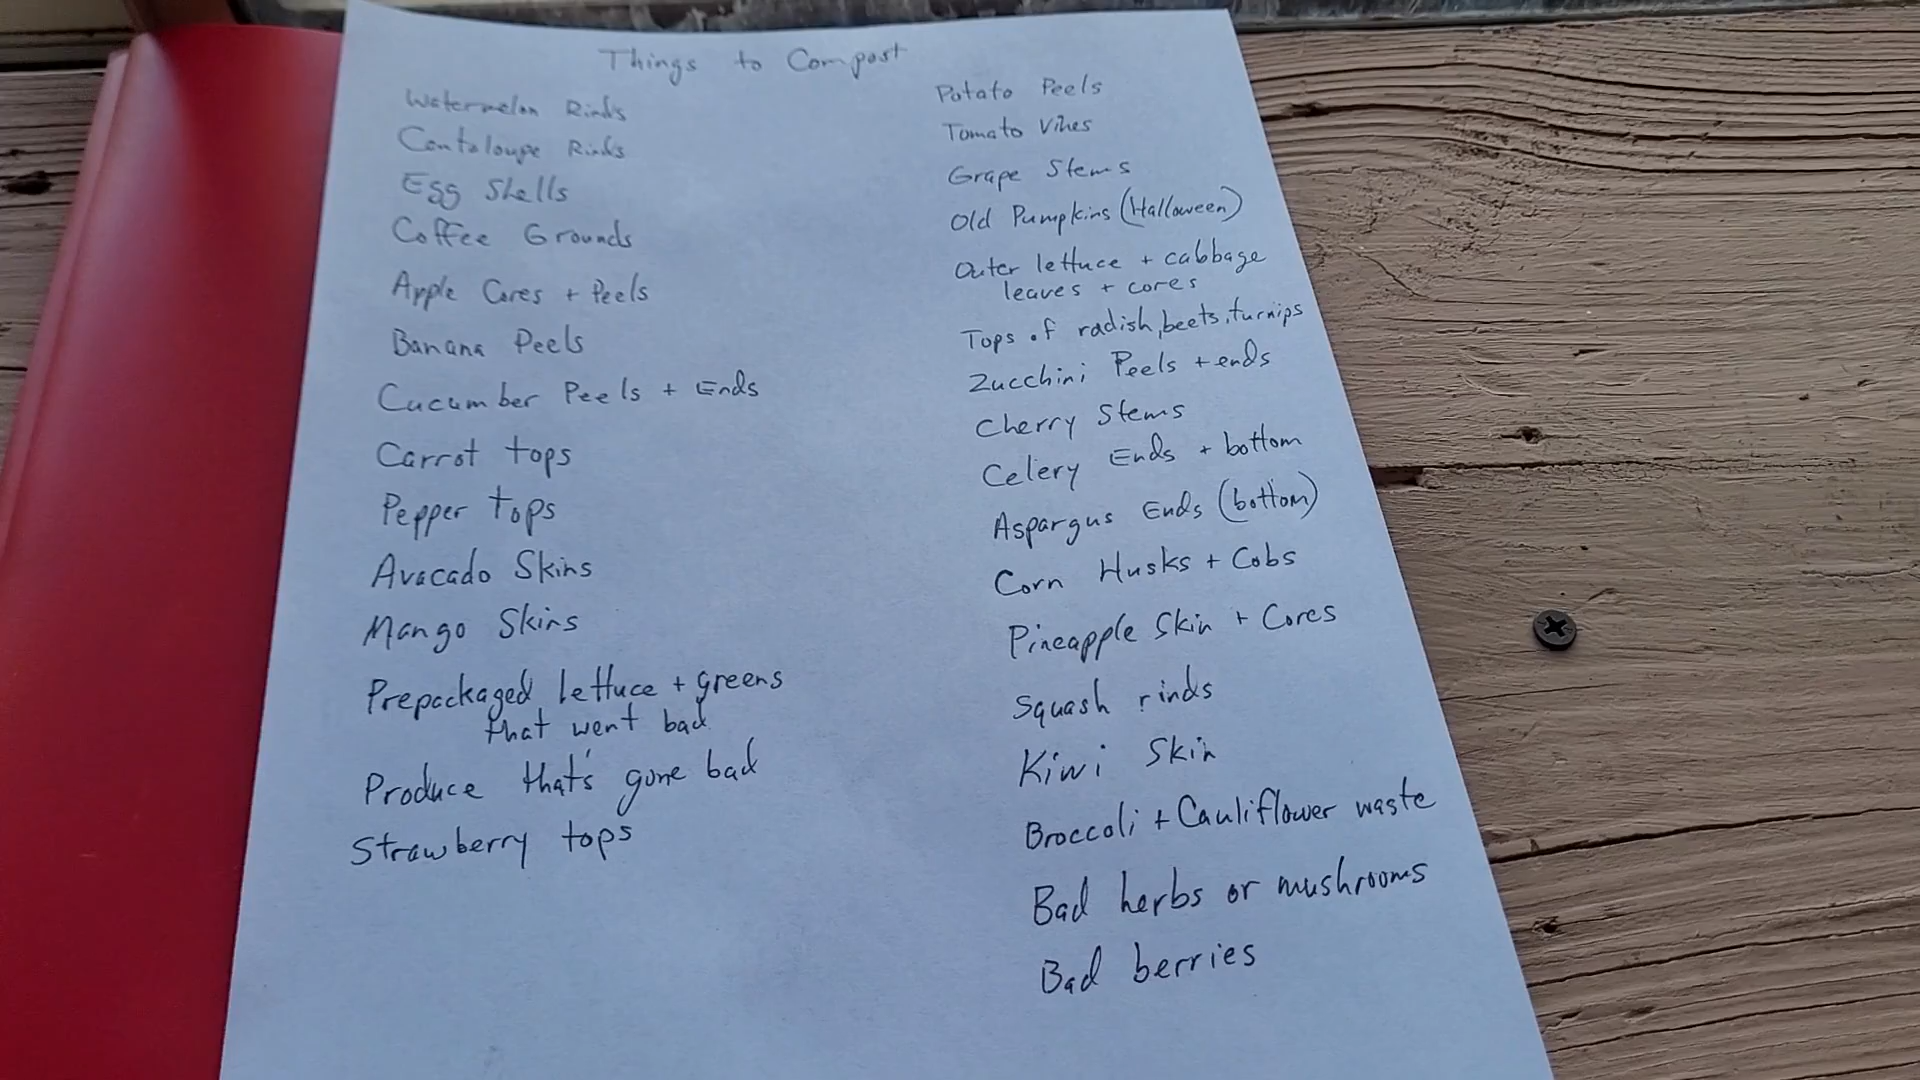 Things to Compost
Watermelon Rinds
Cantaloupe Rinds
Egg Shells
Coffee Grounds
Apple Cores + Peels
Banana Peels
Cucumber Peels + Ends
Carrot tops
Pepper tops
Avacado Skins
Mango Skins
Prepackaged lettuce + greens
that went bad
Produce that's gone bad
Strawberry tops
Potato Peels
Tomato Vines
Grape Stems
Old Pumpkins (Halloween)
Outer lettuce + cabbage
leaves + cores
Tops of radish, beets, turnips
Zucchini Peels + ends
Cherry Stems
Celery Ends + bottom
Aspargus Ends (bottom)
Corn Husks + Cobs
Pineapple Skin + Cores
Squash rinds
Kiwi Skin
Broccoli + Cauliflower waste
Bad herbs or mushrooms
Bad berries